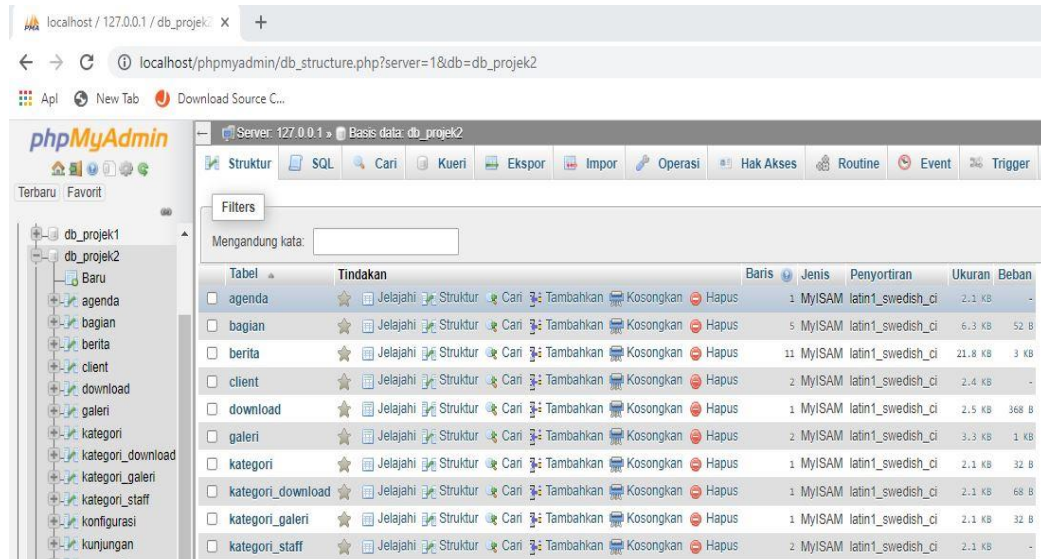 localhost / 127.0.0.1 / db_projek2
localhost/phpmyadmin/db_structure.php?server=1&db=db_projek2
Apl New Tab Download Source C...
phpMyAdmin
Terbaru Favorit
db_projek1
db_projek2
Baru
agenda
bagian
berita
client
download
galeri
kategori
kategori_download
kategori_galeri
kategori_staff
konfigurasi
kunjungan
Server: 127.0.0.1 » Basis data: db_projek2
Struktur SQL Cari Kueri Ekspor Impor Operasi Hak Akses Routine Event Trigger
Filters
Mengandung kata:
Tabel Tindakan Baris Jenis Penyortiran Ukuran Beban
agenda Jelajahi Struktur Cari Tambahkan Kosongkan Hapus 1 MyISAM latin1_swedish_ci 2.1 KB -
bagian Jelajahi Struktur Cari Tambahkan Kosongkan Hapus 5 MyISAM latin1_swedish_ci 6.3 KB 52 B
berita Jelajahi Struktur Cari Tambahkan Kosongkan Hapus 11 MyISAM latin1_swedish_ci 21.8 KB 3 KB
client Jelajahi Struktur Cari Tambahkan Kosongkan Hapus 2 MyISAM latin1_swedish_ci 2.4 KB -
download Jelajahi Struktur Cari Tambahkan Kosongkan Hapus 1 MyISAM latin1_swedish_ci 2.5 KB 368 B
galeri Jelajahi Struktur Cari Tambahkan Kosongkan Hapus 2 MyISAM latin1_swedish_ci 3.3 KB 1 KB
kategori Jelajahi Struktur Cari Tambahkan Kosongkan Hapus 1 MyISAM latin1_swedish_ci 2.1 KB 32 B
kategori_download Jelajahi Struktur Cari Tambahkan Kosongkan Hapus 1 MyISAM latin1_swedish_ci 2.1 KB 68 B
kategori_galeri Jelajahi Struktur Cari Tambahkan Kosongkan Hapus 1 MyISAM latin1_swedish_ci 2.1 KB 32 B
kategori_staff Jelajahi Struktur Cari Tambahkan Kosongkan Hapus 2 MyISAM latin1_swedish_ci 2.1 KB -